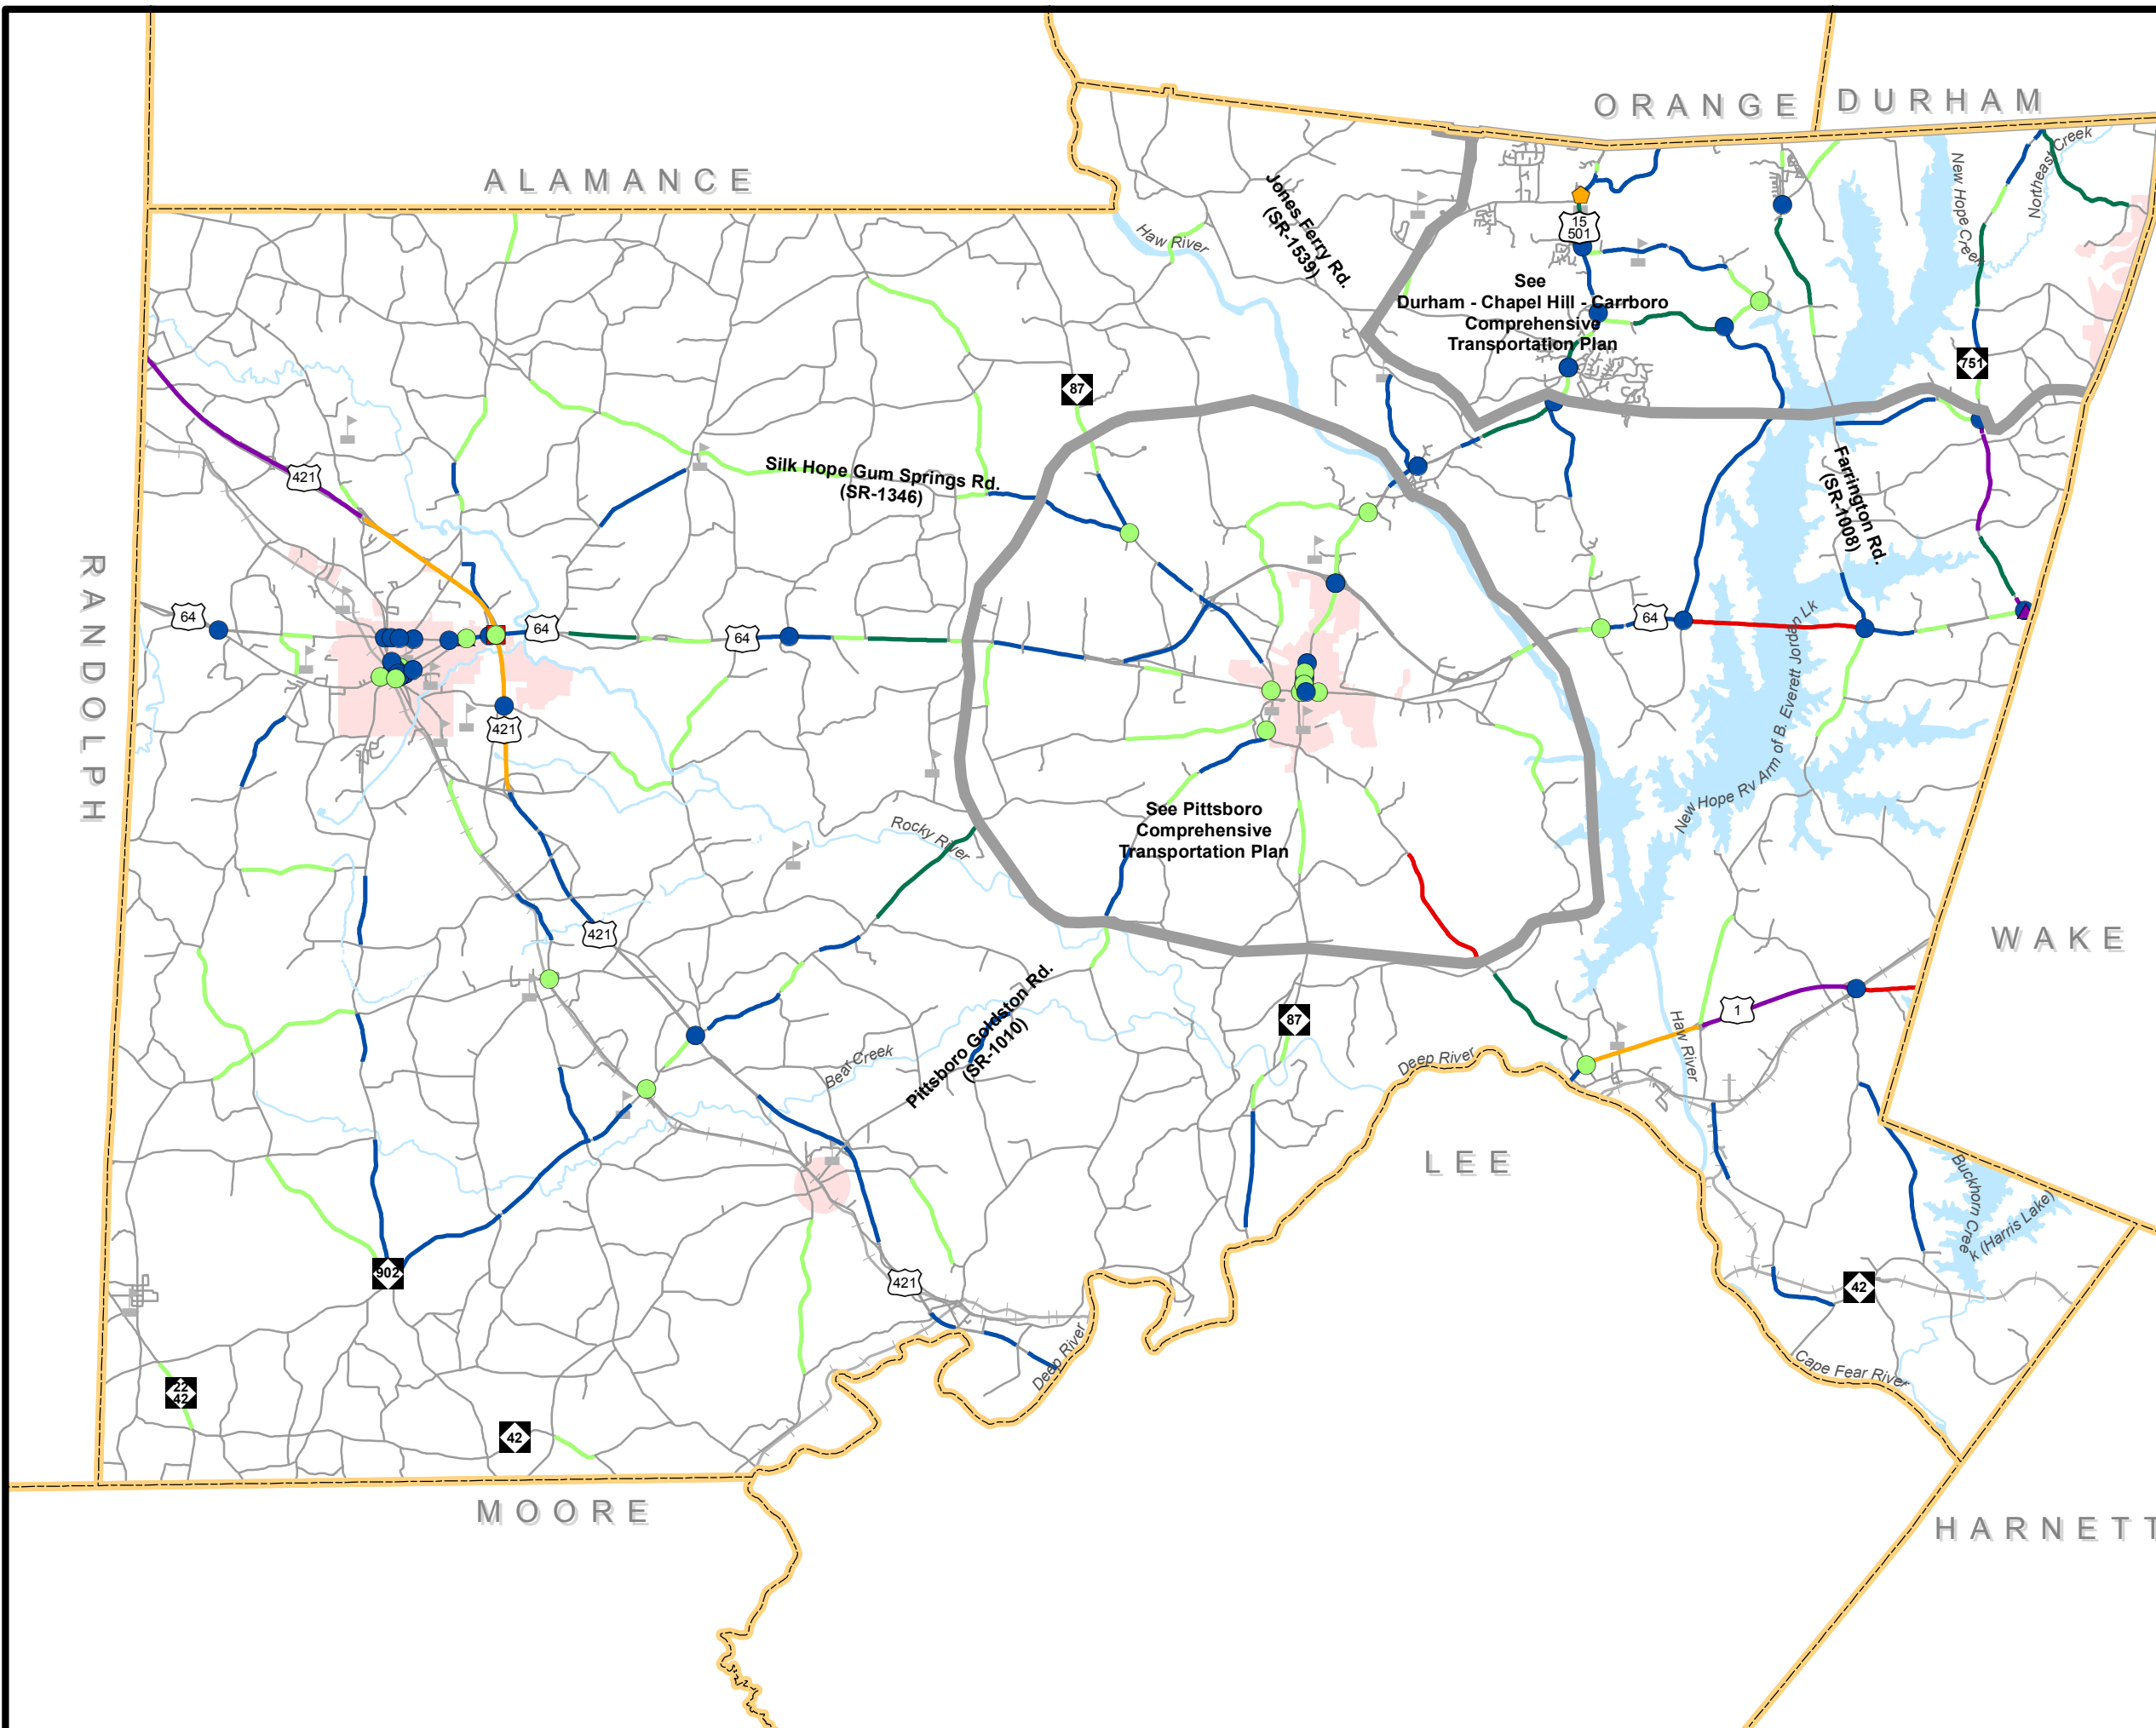 ORANGE
DURHAM
ALAMANCE
Northeast Creek
New Hope Creek
Jones Ferry Rd.
(SR-1539)
Haw River
15
501
See
Durham - Chapel Hill - Carrboro
Comprehensive
Transportation Plan
751
87
421
Silk Hope Gum Springs Rd.
(SR-1346)
Farrington Rd.
(SR-1008)
RANDOLPH
64
64
64
64
New Hope Rv Arm of B. Everett Jordan Lk
421
See Pittsboro
Comprehensive
Transportation Plan
Rocky River
421
WAKE
Pittsboro Goldston Rd.
(SR-1010)
87
1
Haw River
Bear Creek
Deep River
LEE
Buckhorn Creek (Harris Lake)
902
421
42
Deep River
Cape Fear River
22
42
42
MOORE
HARNETT